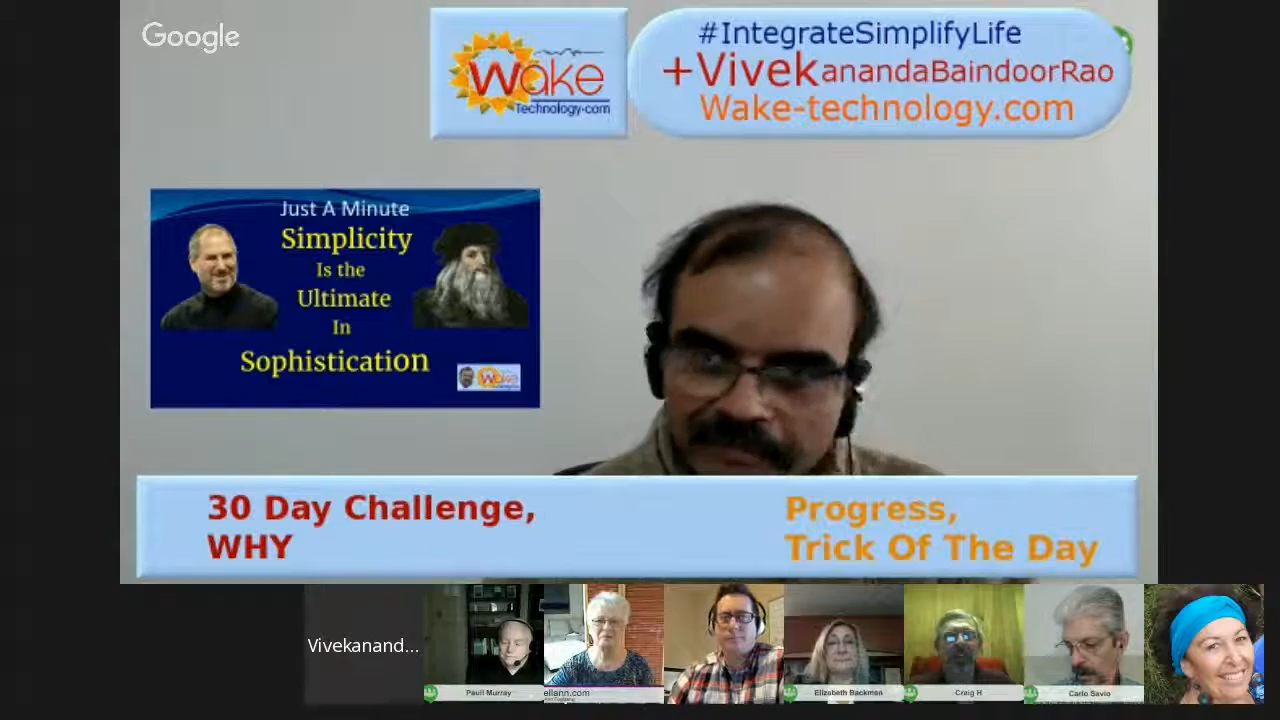 Google
Wake
Technology.com
#IntegrateSimplifyLife
+VivekanandaBaindoorRao
Wake-technology.com
Just A Minute
Simplicity
Is the
Ultimate
In
Sophistication
Wake
30 Day Challenge,
WHY
Progress,
Trick Of The Day
Vivekanand...
Paull Murray
ellann.com
Elizabeth Backman
Craig H
Carlo Savio